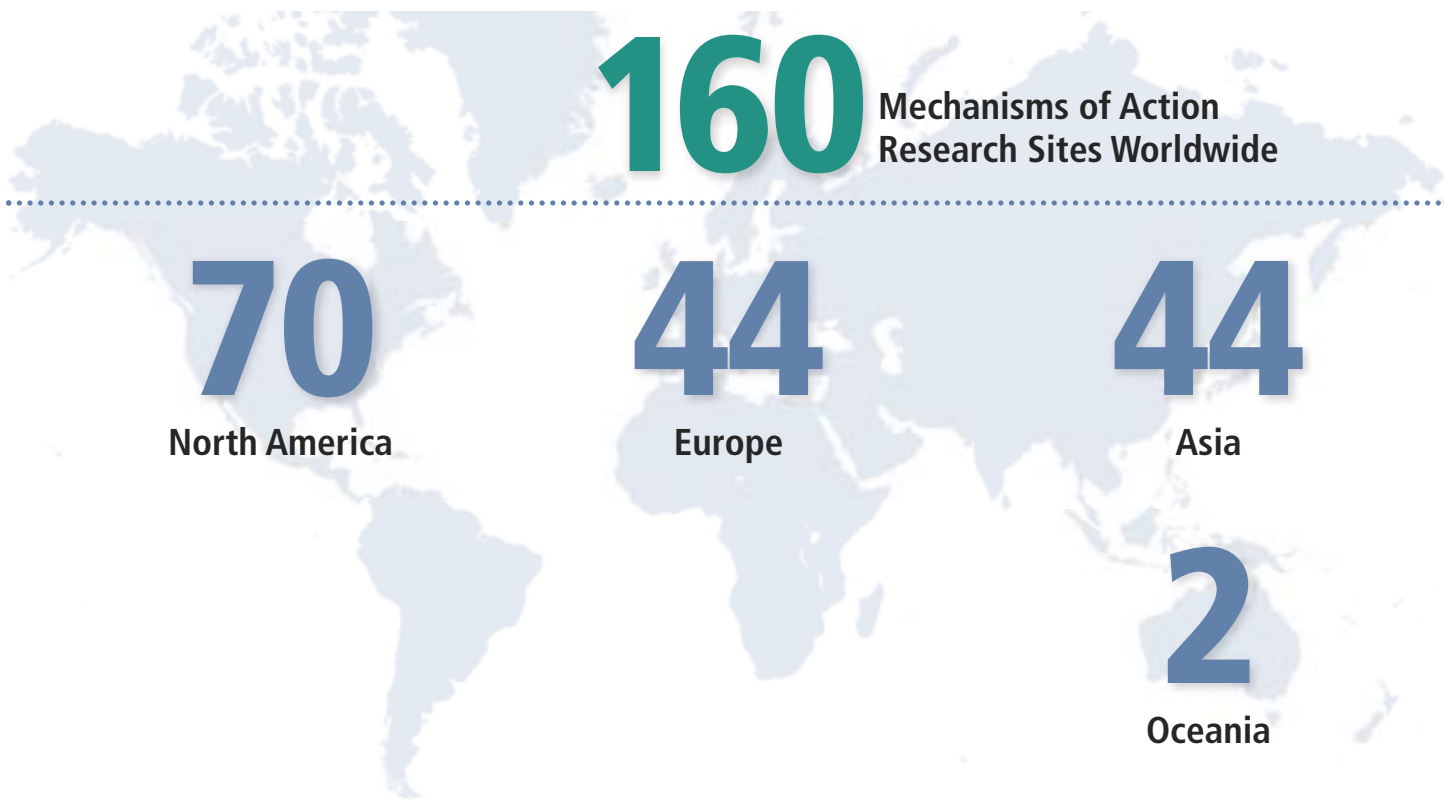 160
Mechanisms of Action
Research Sites Worldwide
70
North America
44
Europe
44
Asia
2
Oceania